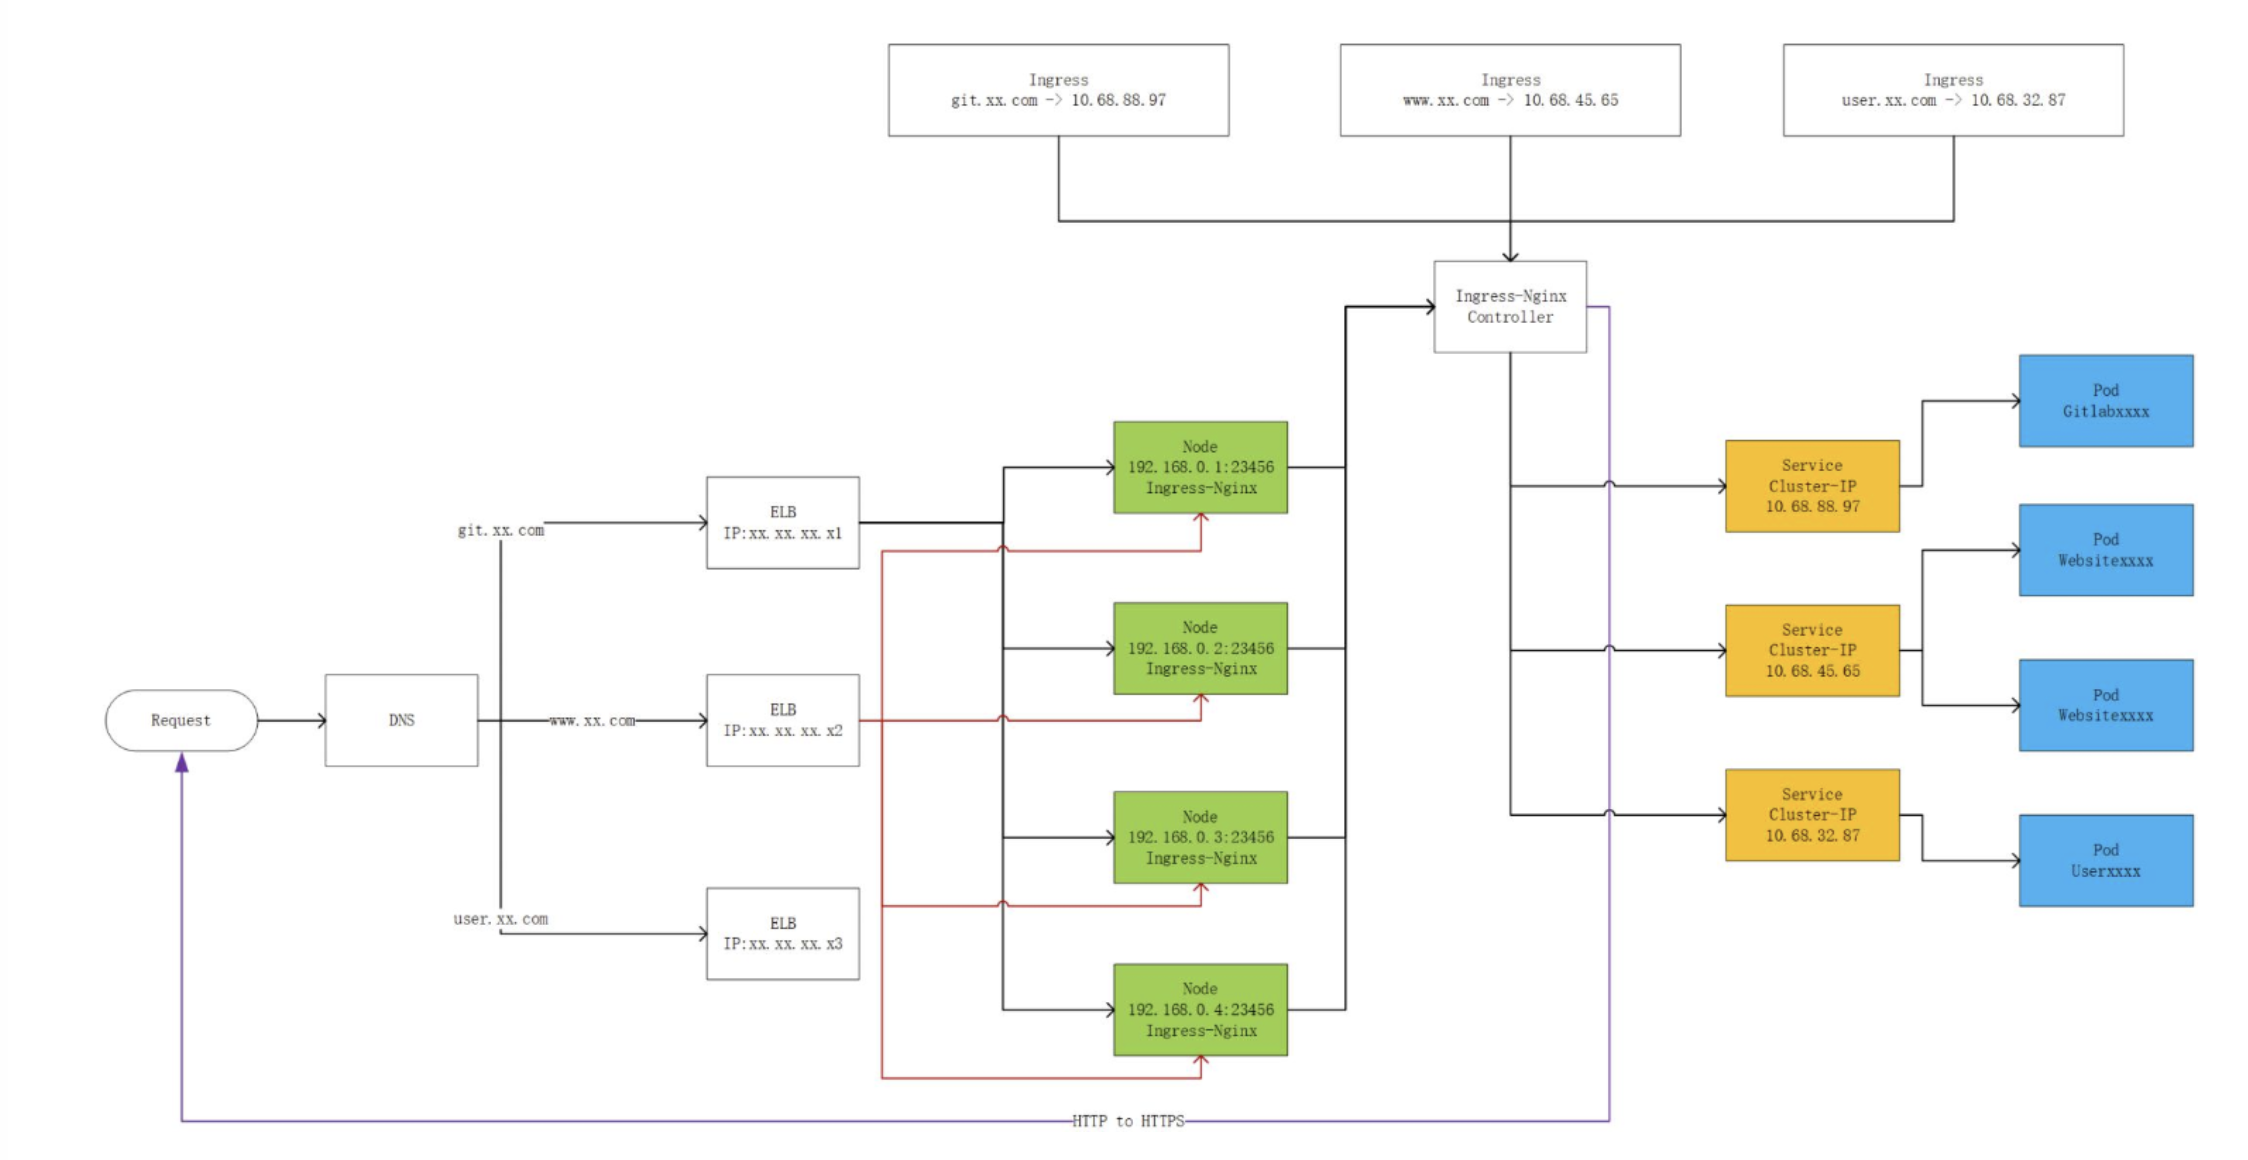 Ingress
git.xx.com -> 10.68.88.97
Ingress
www.xx.com -> 10.68.45.65
Ingress
user.xx.com -> 10.68.32.87
Ingress-Nginx
Controller
Request
DNS
git.xx.com
www.xx.com
user.xx.com
ELB
IP:xx.xx.xx.x1
ELB
IP:xx.xx.xx.x2
ELB
IP:xx.xx.xx.x3
Node
192.168.0.1:23456
Ingress-Nginx
Node
192.168.0.2:23456
Ingress-Nginx
Node
192.168.0.3:23456
Ingress-Nginx
Node
192.168.0.4:23456
Ingress-Nginx
Service
Cluster-IP
10.68.88.97
Service
Cluster-IP
10.68.45.65
Service
Cluster-IP
10.68.32.87
Pod
Gitlabxxxx
Pod
Websitexxxx
Pod
Websitexxxx
Pod
Userxxxx
HTTP to HTTPS